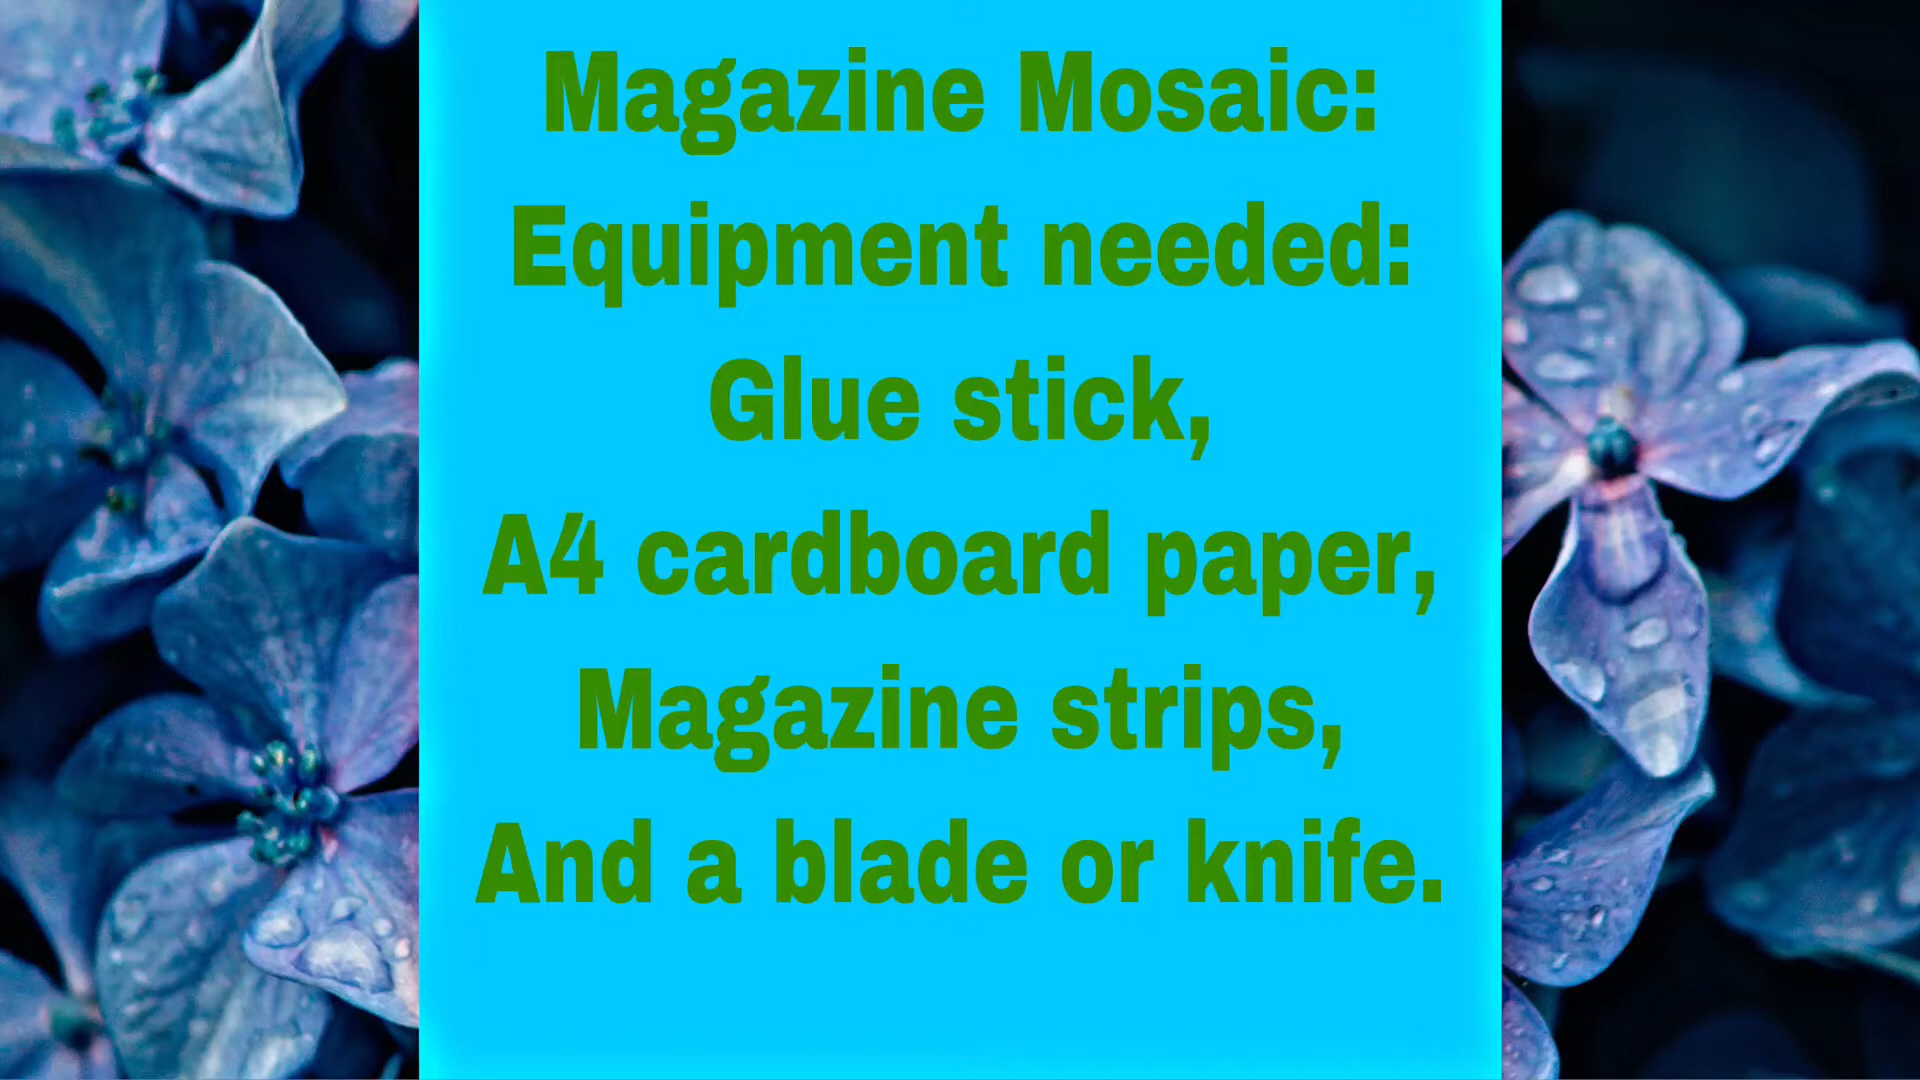 Magazine Mosaic:
Equipment needed:
Glue stick,
A4 cardboard paper,
Magazine strips,
And a blade or knife.